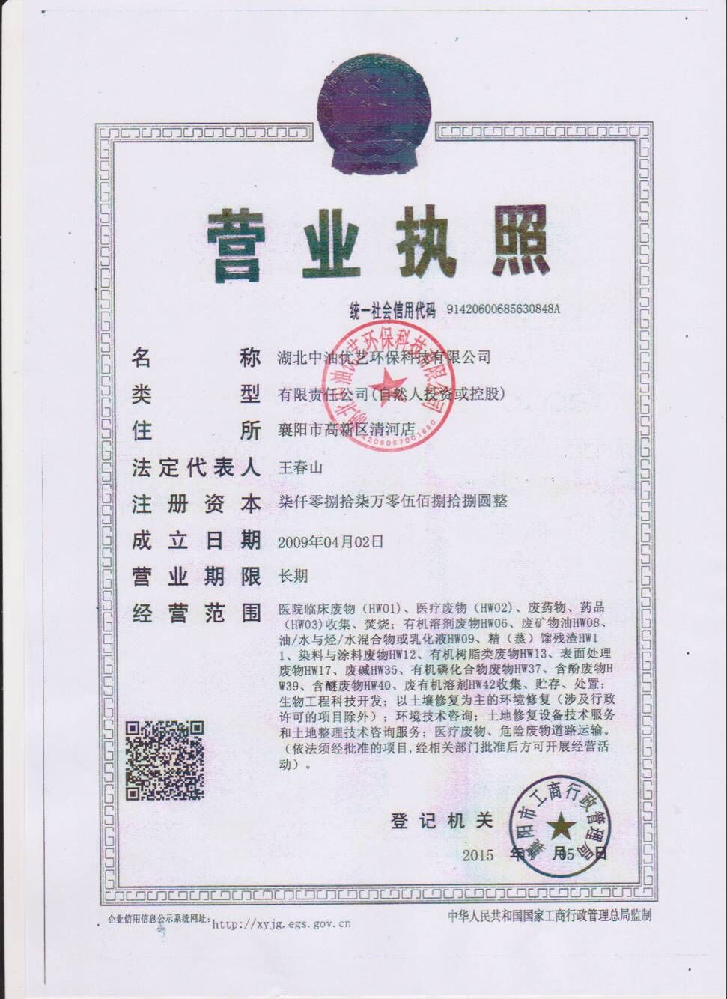 营业执照
统一社会信用代码 91420600685630848A
名称 湖北中油优艺环保科技有限公司
类型 有限责任公司(自然人投资或控股)
住所 襄阳市高新区清河店
法定代表人 王春山
注册资本 柒仟零捌拾柒万零伍佰捌拾捌圆整
成立日期 2009年04月02日
营业期限 长期
经营范围 医院临床废物（HW01）、医疗废物（HW02）、废药物、药品
（HW03)收集、焚烧；有机溶剂废物HW06、废矿物油HW08、
油/水与烃/水混合物或乳化液HW09、精（蒸）馏残渣HW1
1、染料与涂料废物HW12、有机树脂类废物HW13、表面处理
废物HW17、废碱HW35、有机磷化合物废物HW37、含酚废物H
W39、含醚废物HW40、废有机溶剂HW42收集、贮存、处置；
生物工程科技开发；以土壤修复为主的环境修复（涉及行政
许可的项目除外）；环境技术咨询；土地修复设备技术服务
和土地整理技术咨询服务；医疗废物、危险废物道路运输。
（依法须经批准的项目,经相关部门批准后方可开展经营活
动）。
湖北中油优艺环保科技有限公司
登记机关
襄阳市工商行政管理局
2015 年 月05日
企业信用信息公示系统网址: http://xyjg.egs.gov.cn
中华人民共和国国家工商行政管理总局监制